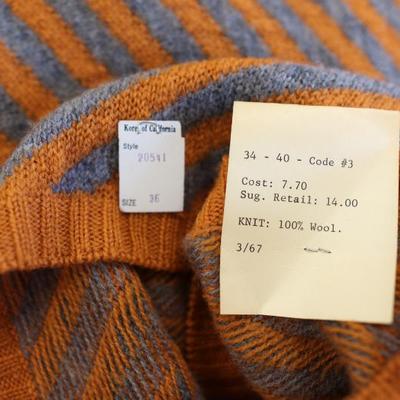 Koret of California
Style
20541
SIZE 36
34 - 40 - Code #3
Cost: 7.70
Sug. Retail: 14.00
KNIT: 100% Wool.
3/67